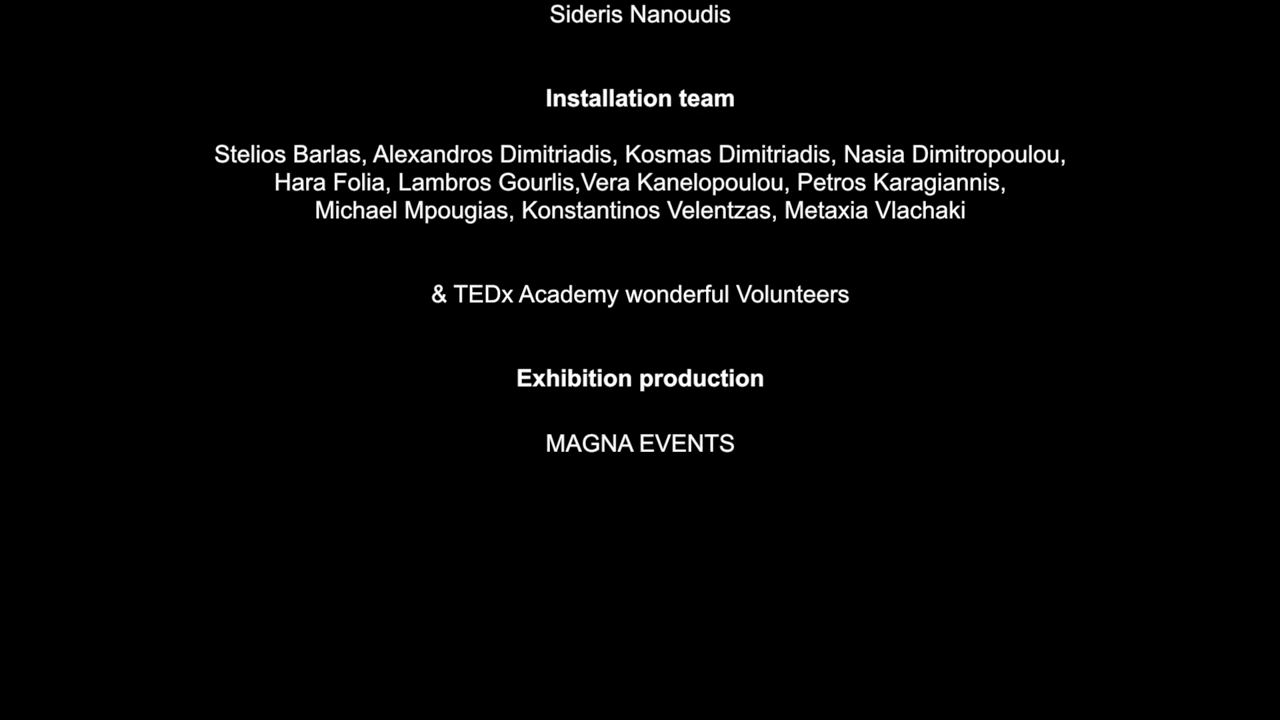 Sideris Nanoudis
Installation team
Stelios Barlas, Alexandros Dimitriadis, Kosmas Dimitriadis, Nasia Dimitropoulou,
Hara Folia, Lambros Gourlis,Vera Kanelopoulou, Petros Karagiannis,
Michael Mpougias, Konstantinos Velentzas, Metaxia Vlachaki
& TEDx Academy wonderful Volunteers
Exhibition production
MAGNA EVENTS